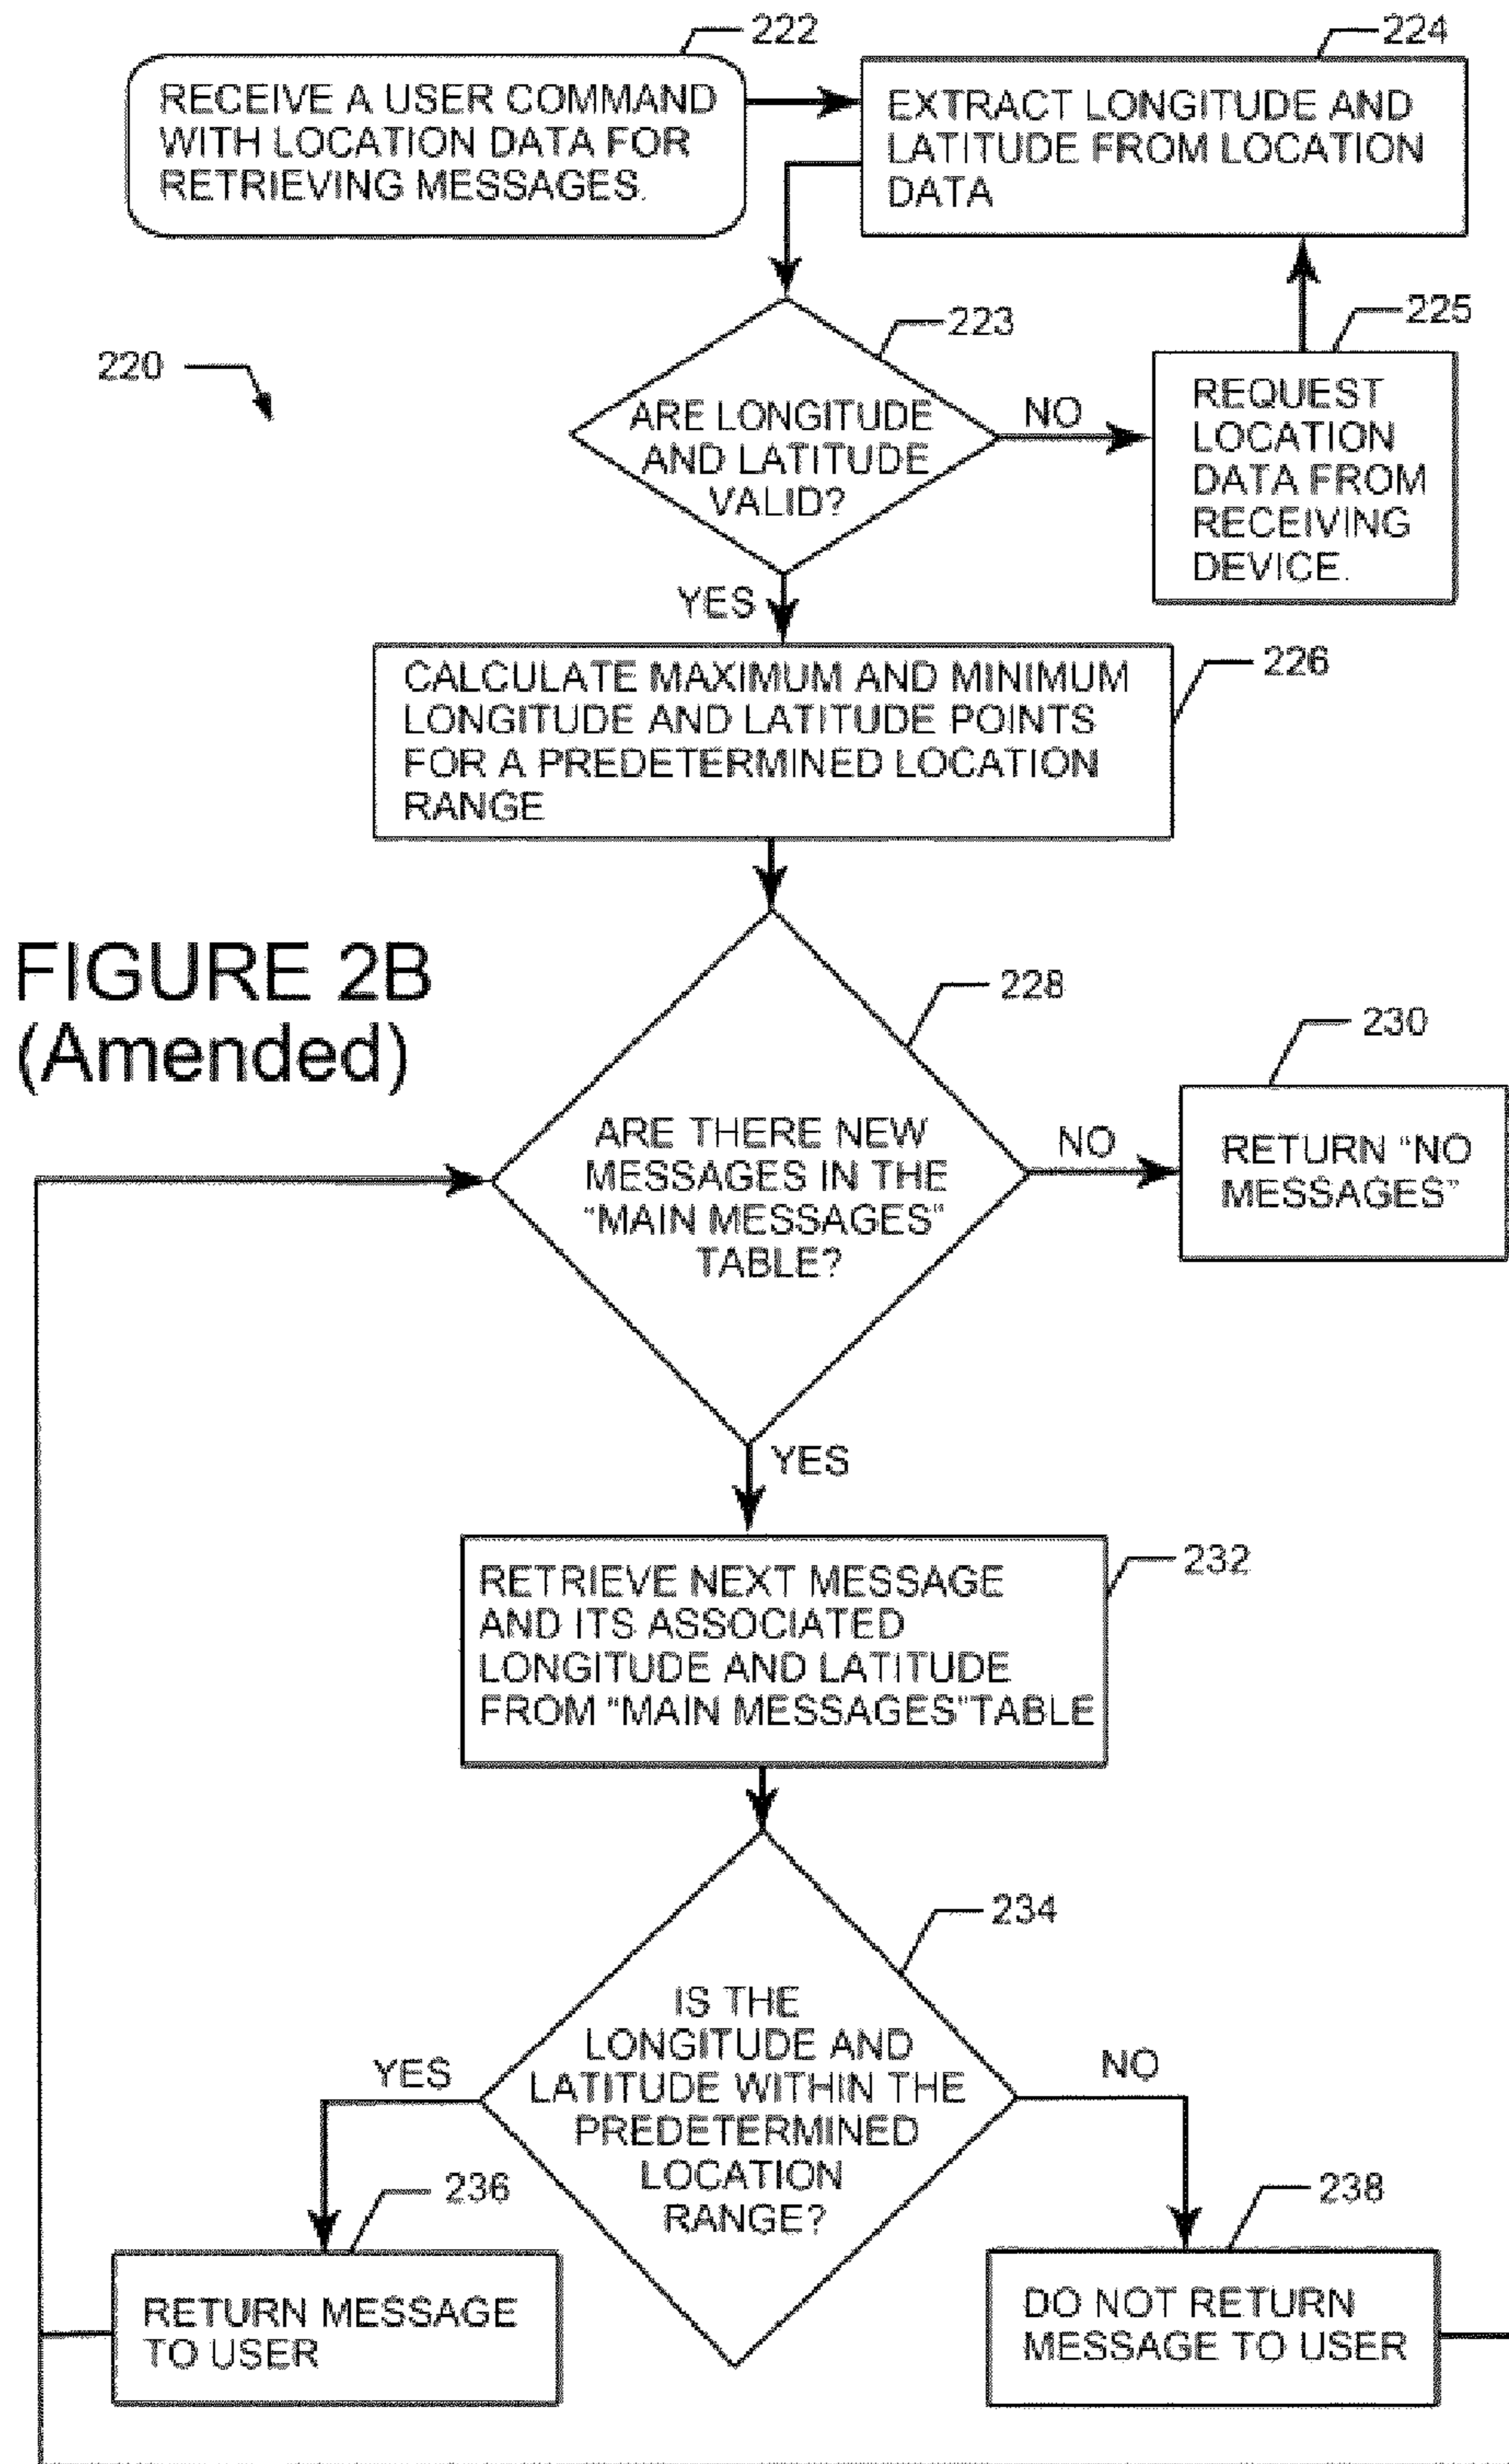 222
RECEIVE A USER COMMAND
WITH LOCATION DATA FOR
RETRIEVING MESSAGES.
224
EXTRACT LONGITUDE AND
LATITUDE FROM LOCATION
DATA
220
223
ARE LONGITUDE
AND LATITUDE
VALID?
NO
225
REQUEST
LOCATION
DATA FROM
RECEIVING
DEVICE.
YES
226
CALCULATE MAXIMUM AND MINIMUM
LONGITUDE AND LATITUDE POINTS
FOR A PREDETERMINED LOCATION
RANGE
FIGURE 2B
(Amended)
228
ARE THERE NEW
MESSAGES IN THE
“MAIN MESSAGES”
TABLE?
NO
230
RETURN “NO
MESSAGES”
YES
232
RETRIEVE NEXT MESSAGE
AND ITS ASSOCIATED
LONGITUDE AND LATITUDE
FROM “MAIN MESSAGES”TABLE
234
IS THE
LONGITUDE AND
LATITUDE WITHIN THE
PREDETERMINED
LOCATION
RANGE?
YES
NO
236
RETURN MESSAGE
TO USER
238
DO NOT RETURN
MESSAGE TO USER